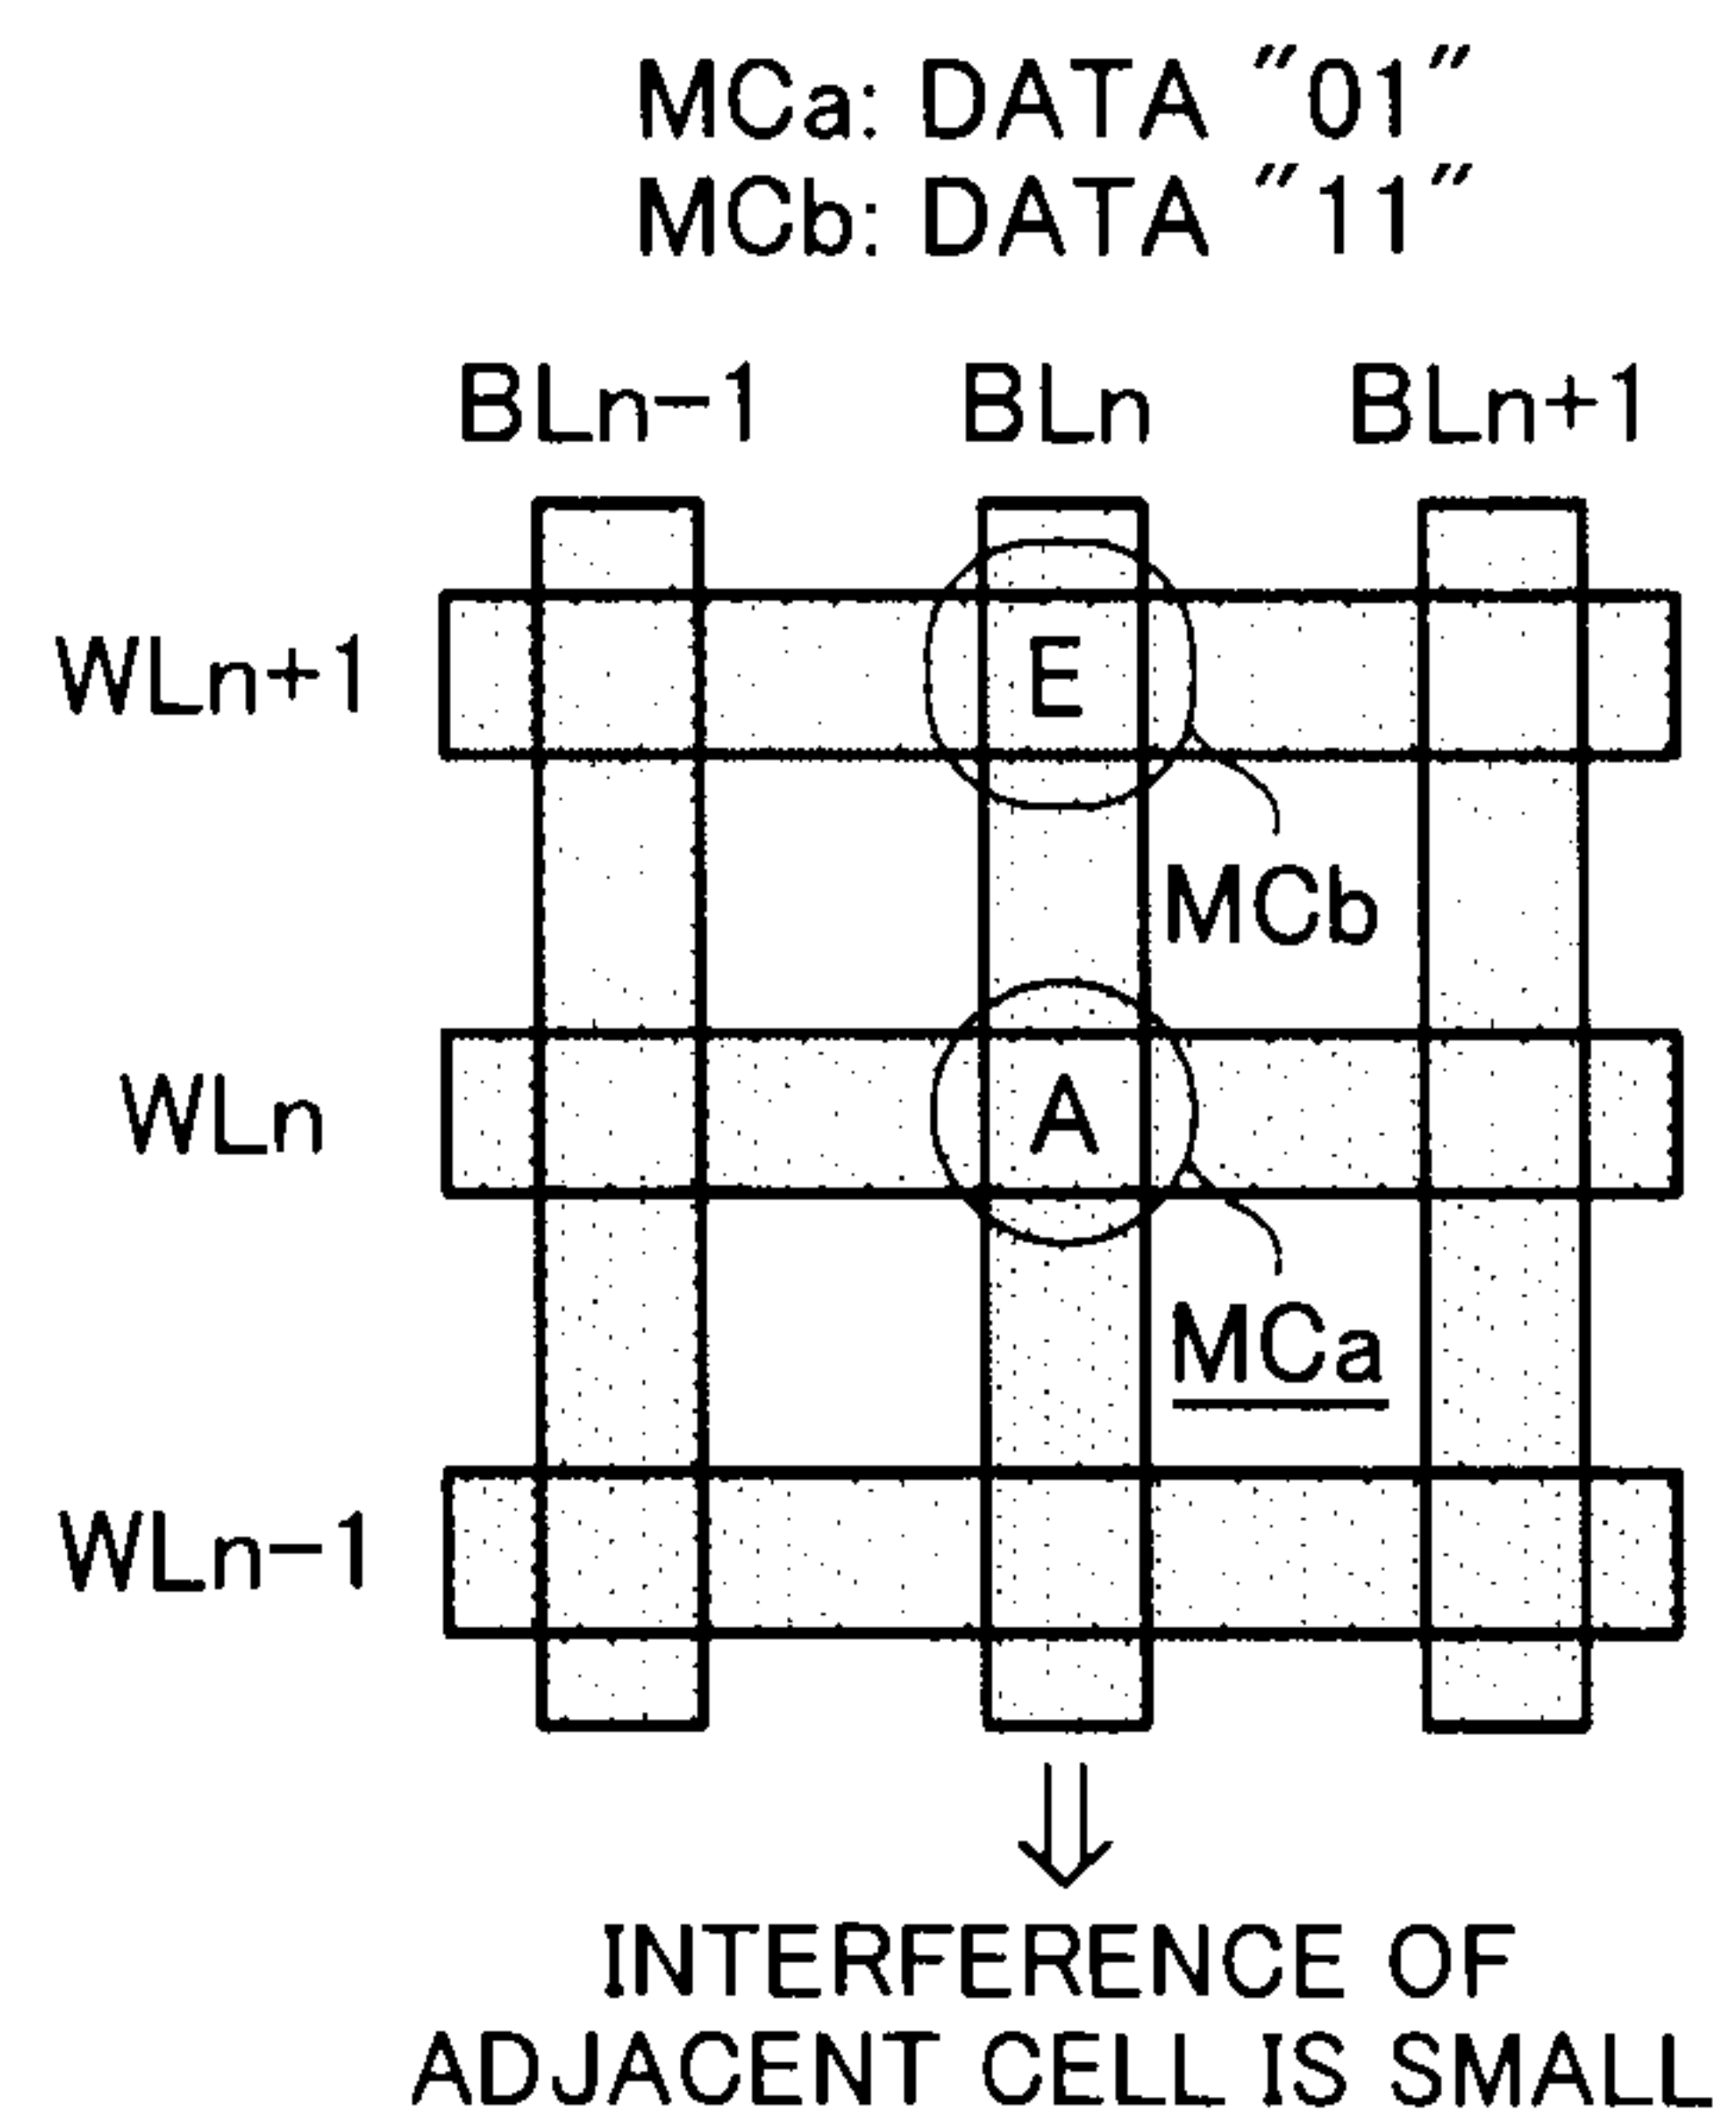 MCa: DATA "01"
MCb: DATA "11"
BLn-1 BLn BLn+1
WLn+1
E
MCb
WLn
A
MCa
WLn-1
INTERFERENCE OF
ADJACENT CELL IS SMALL